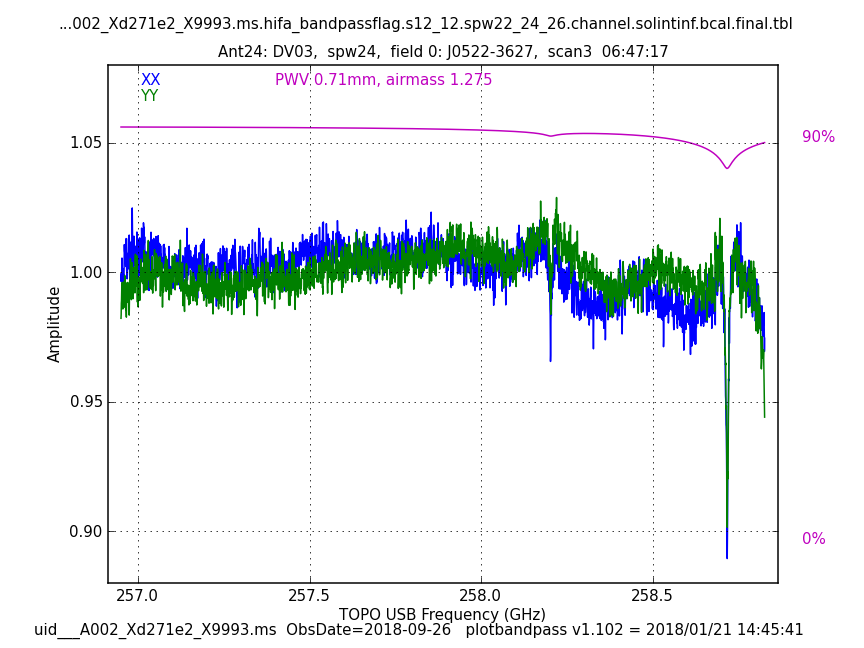 ...002_Xd271e2_X9993.ms.hifa_bandpassflag.s12_12.spw22_24_26.channel.solintinf.bcal.final.tbl
Ant24: DV03,  spw24,  field 0: J0522-3627,  scan3  06:47:17
XX
YY
PWV 0.71mm, airmass 1.275
90%
0%
1.05
1.00
0.95
0.90
Amplitude
257.0
257.5
258.0
258.5
TOPO USB Frequency (GHz)
uid___A002_Xd271e2_X9993.ms  ObsDate=2018-09-26   plotbandpass v1.102 = 2018/01/21 14:45:41